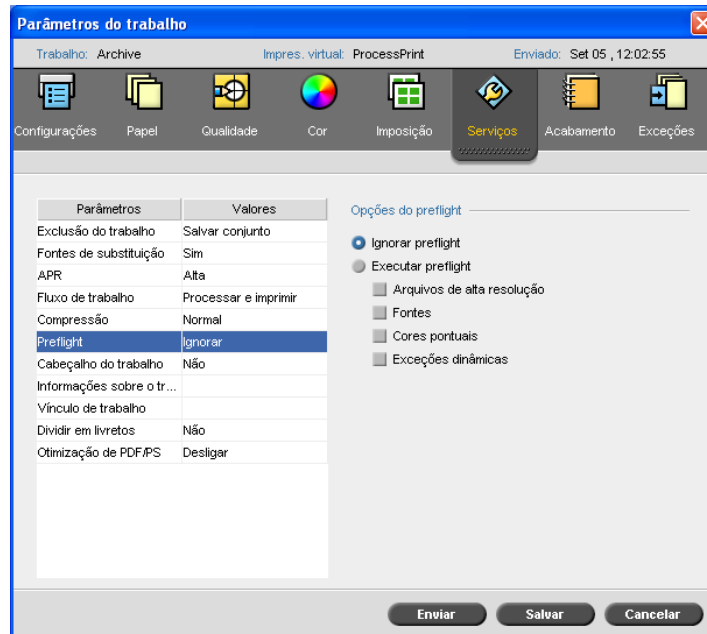 Parâmetros do trabalho
Trabalho: Archive Impres. virtual: ProcessPrint Enviado: Set 05 , 12:02:55
Configurações Papel Qualidade Cor Imposição Serviços Acabamento Exceções
Parâmetros Valores
Exclusão do trabalho Salvar conjunto
Fontes de substituição Sim
APR Alta
Fluxo de trabalho Processar e imprimir
Compressão Normal
Preflight Ignorar
Cabeçalho do trabalho Não
Informações sobre o tr...
Vínculo de trabalho
Dividir em livretos Não
Otimização de PDF/PS Desligar
Opções do preflight
Ignorar preflight
Executar preflight
Arquivos de alta resolução
Fontes
Cores pontuais
Exceções dinâmicas
Enviar Salvar Cancelar